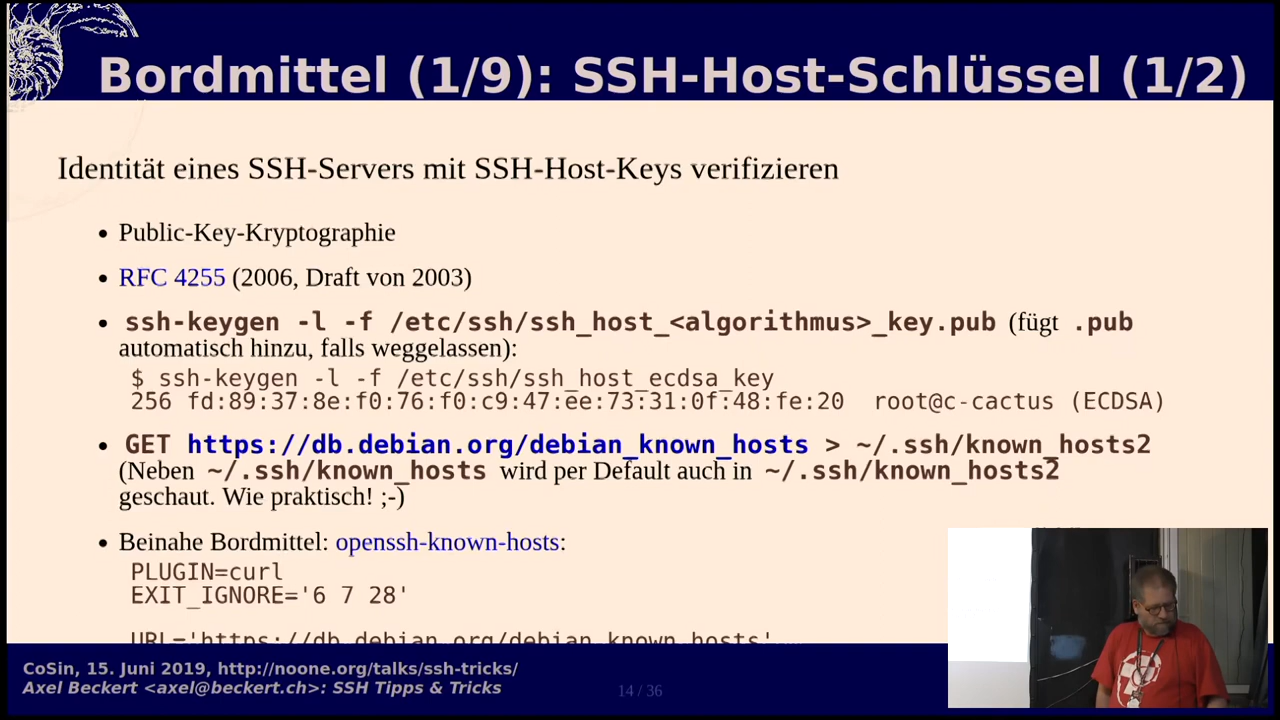 Bordmittel (1/9): SSH-Host-Schlüssel (1/2)
Identität eines SSH-Servers mit SSH-Host-Keys verifizieren
• Public-Key-Kryptographie
• RFC 4255 (2006, Draft von 2003)
• ssh-keygen -l -f /etc/ssh/ssh_host_<algorithmus>_key.pub (fügt .pub
automatisch hinzu, falls weggelassen):
$ ssh-keygen -l -f /etc/ssh/ssh_host_ecdsa_key
256 fd:89:37:8e:f0:76:f0:c9:47:ee:73:31:0f:48:fe:20 root@c-cactus (ECDSA)
• GET https://db.debian.org/debian_known_hosts > ~/.ssh/known_hosts2
(Neben ~/.ssh/known_hosts wird per Default auch in ~/.ssh/known_hosts2
geschaut. Wie praktisch! ;-)
• Beinahe Bordmittel: openssh-known-hosts:
PLUGIN=curl
EXIT_IGNORE='6 7 28'
URL='https://db.debian.org/debian_known_hosts'
CoSin, 15. Juni 2019, http://noone.org/talks/ssh-tricks/
Axel Beckert <axel@beckert.ch>: SSH Tipps & Tricks
14 / 36